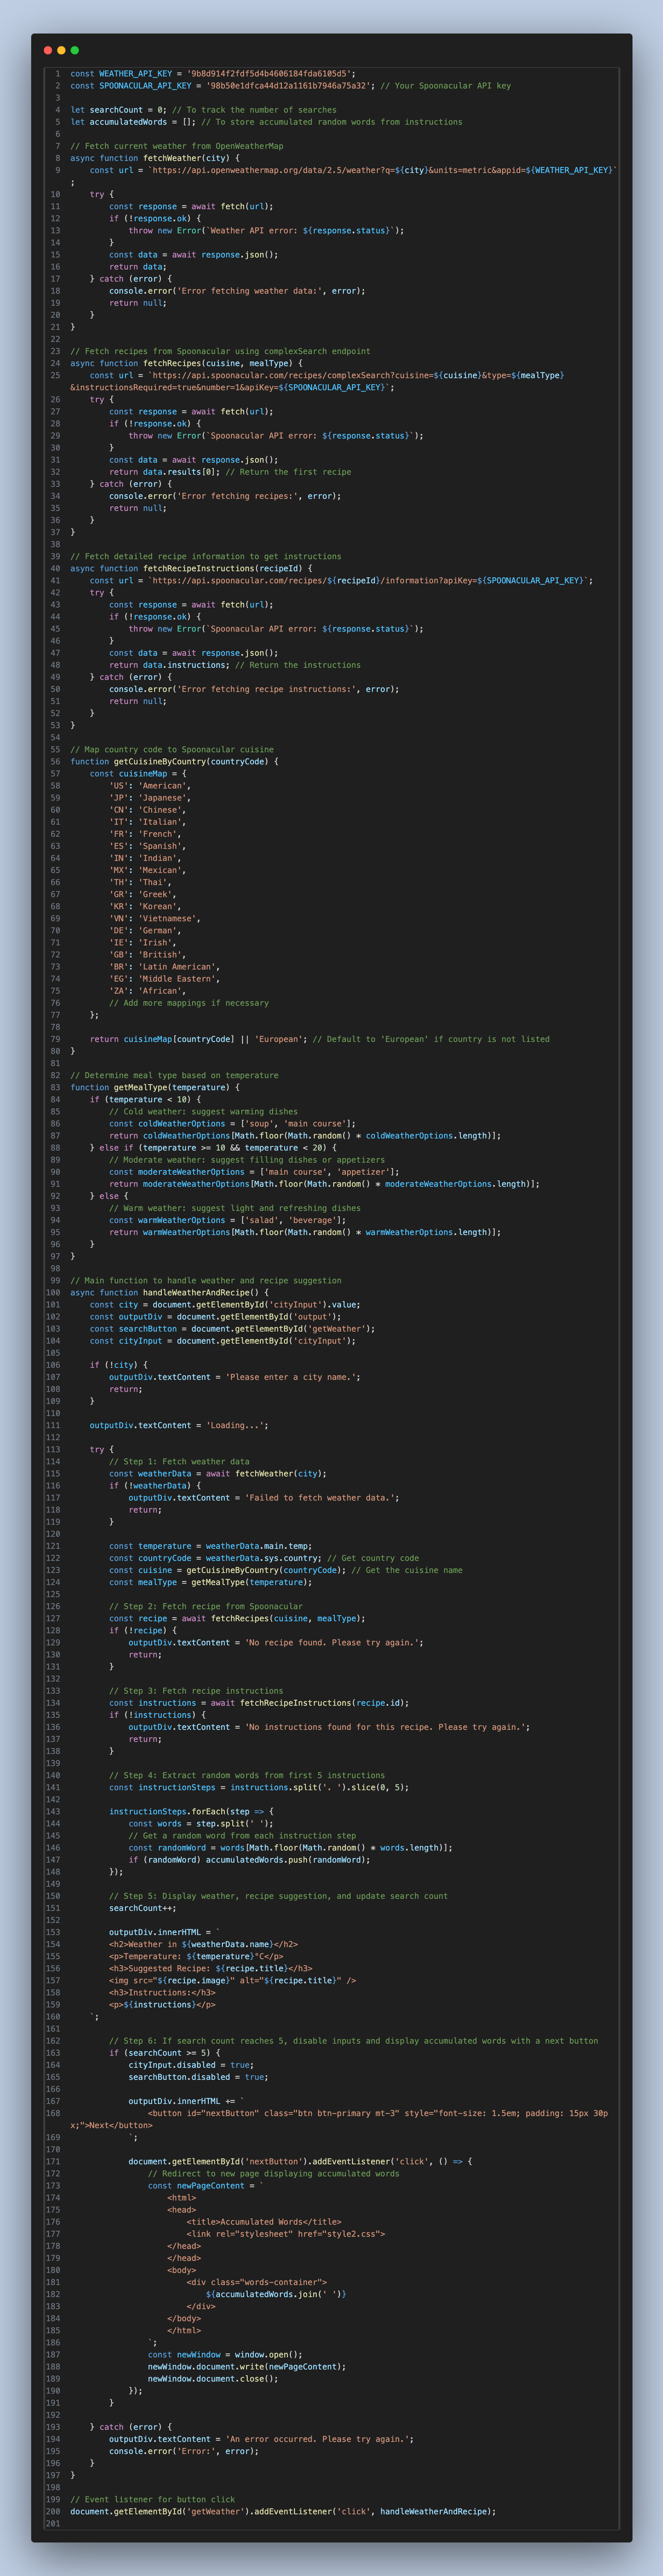 1 const WEATHER_API_KEY = '9b8d914f2fdf5d4b4606184fda6105d5';
2 const SPOONACULAR_API_KEY = '98b50e1dfca44d12a1161b7946a75a32'; // Your Spoonacular API key
3
4 let searchCount = 0; // To track the number of searches
5 let accumulatedWords = []; // To store accumulated random words from instructions
6
7 // Fetch current weather from OpenWeatherMap
8 async function fetchWeather(city) {
9     const url = `https://api.openweathermap.org/data/2.5/weather?q=${city}&units=metric&appid=${WEATHER_API_KEY}`
;
10     try {
11         const response = await fetch(url);
12         if (!response.ok) {
13             throw new Error(`Weather API error: ${response.status}`);
14         }
15         const data = await response.json();
16         return data;
17     } catch (error) {
18         console.error('Error fetching weather data:', error);
19         return null;
20     }
21 }
22
23 // Fetch recipes from Spoonacular using complexSearch endpoint
24 async function fetchRecipes(cuisine, mealType) {
25     const url = `https://api.spoonacular.com/recipes/complexSearch?cuisine=${cuisine}&type=${mealType}
&instructionsRequired=true&number=1&apiKey=${SPOONACULAR_API_KEY}`;
26     try {
27         const response = await fetch(url);
28         if (!response.ok) {
29             throw new Error(`Spoonacular API error: ${response.status}`);
30         }
31         const data = await response.json();
32         return data.results[0]; // Return the first recipe
33     } catch (error) {
34         console.error('Error fetching recipes:', error);
35         return null;
36     }
37 }
38
39 // Fetch detailed recipe information to get instructions
40 async function fetchRecipeInstructions(recipeId) {
41     const url = `https://api.spoonacular.com/recipes/${recipeId}/information?apiKey=${SPOONACULAR_API_KEY}`;
42     try {
43         const response = await fetch(url);
44         if (!response.ok) {
45             throw new Error(`Spoonacular API error: ${response.status}`);
46         }
47         const data = await response.json();
48         return data.instructions; // Return the instructions
49     } catch (error) {
50         console.error('Error fetching recipe instructions:', error);
51         return null;
52     }
53 }
54
55 // Map country code to Spoonacular cuisine
56 function getCuisineByCountry(countryCode) {
57     const cuisineMap = {
58         'US': 'American',
59         'JP': 'Japanese',
60         'CN': 'Chinese',
61         'IT': 'Italian',
62         'FR': 'French',
63         'ES': 'Spanish',
64         'IN': 'Indian',
65         'MX': 'Mexican',
66         'TH': 'Thai',
67         'GR': 'Greek',
68         'KR': 'Korean',
69         'VN': 'Vietnamese',
70         'DE': 'German',
71         'IE': 'Irish',
72         'GB': 'British',
73         'BR': 'Latin American',
74         'EG': 'Middle Eastern',
75         'ZA': 'African',
76         // Add more mappings if necessary
77     };
78
79     return cuisineMap[countryCode] || 'European'; // Default to 'European' if country is not listed
80 }
81
82 // Determine meal type based on temperature
83 function getMealType(temperature) {
84     if (temperature < 10) {
85         // Cold weather: suggest warming dishes
86         const coldWeatherOptions = ['soup', 'main course'];
87         return coldWeatherOptions[Math.floor(Math.random() * coldWeatherOptions.length)];
88     } else if (temperature >= 10 && temperature < 20) {
89         // Moderate weather: suggest filling dishes or appetizers
90         const moderateWeatherOptions = ['main course', 'appetizer'];
91         return moderateWeatherOptions[Math.floor(Math.random() * moderateWeatherOptions.length)];
92     } else {
93         // Warm weather: suggest light and refreshing dishes
94         const warmWeatherOptions = ['salad', 'beverage'];
95         return warmWeatherOptions[Math.floor(Math.random() * warmWeatherOptions.length)];
96     }
97 }
98
99 // Main function to handle weather and recipe suggestion
100 async function handleWeatherAndRecipe() {
101     const city = document.getElementById('cityInput').value;
102     const outputDiv = document.getElementById('output');
103     const searchButton = document.getElementById('getWeather');
104     const cityInput = document.getElementById('cityInput');
105
106     if (!city) {
107         outputDiv.textContent = 'Please enter a city name.';
108         return;
109     }
110
111     outputDiv.textContent = 'Loading...';
112
113     try {
114         // Step 1: Fetch weather data
115         const weatherData = await fetchWeather(city);
116         if (!weatherData) {
117             outputDiv.textContent = 'Failed to fetch weather data.';
118             return;
119         }
120
121         const temperature = weatherData.main.temp;
122         const countryCode = weatherData.sys.country; // Get country code
123         const cuisine = getCuisineByCountry(countryCode); // Get the cuisine name
124         const mealType = getMealType(temperature);
125
126         // Step 2: Fetch recipe from Spoonacular
127         const recipe = await fetchRecipes(cuisine, mealType);
128         if (!recipe) {
129             outputDiv.textContent = 'No recipe found. Please try again.';
130             return;
131         }
132
133         // Step 3: Fetch recipe instructions
134         const instructions = await fetchRecipeInstructions(recipe.id);
135         if (!instructions) {
136             outputDiv.textContent = 'No instructions found for this recipe. Please try again.';
137             return;
138         }
139
140         // Step 4: Extract random words from first 5 instructions
141         const instructionSteps = instructions.split('. ').slice(0, 5);
142
143         instructionSteps.forEach(step => {
144             const words = step.split(' ');
145             // Get a random word from each instruction step
146             const randomWord = words[Math.floor(Math.random() * words.length)];
147             if (randomWord) accumulatedWords.push(randomWord);
148         });
149
150         // Step 5: Display weather, recipe suggestion, and update search count
151         searchCount++;
152
153         outputDiv.innerHTML = `
154         <h2>Weather in ${weatherData.name}</h2>
155         <p>Temperature: ${temperature}°C</p>
156         <h3>Suggested Recipe: ${recipe.title}</h3>
157         <img src="${recipe.image}" alt="${recipe.title}" />
158         <h3>Instructions:</h3>
159         <p>${instructions}</p>
160     `;
161
162         // Step 6: If search count reaches 5, disable inputs and display accumulated words with a next button
163         if (searchCount >= 5) {
164             cityInput.disabled = true;
165             searchButton.disabled = true;
166
167             outputDiv.innerHTML += `
168                 <button id="nextButton" class="btn btn-primary mt-3" style="font-size: 1.5em; padding: 15px 30p
x;">Next</button>
169             `;
170
171             document.getElementById('nextButton').addEventListener('click', () => {
172                 // Redirect to new page displaying accumulated words
173                 const newPageContent = `
174                     <html>
175                     <head>
176                         <title>Accumulated Words</title>
177                         <link rel="stylesheet" href="style2.css">
178                     </head>
179                     </head>
180                     <body>
181                         <div class="words-container">
182                             ${accumulatedWords.join(' ')}
183                         </div>
184                     </body>
185                     </html>
186                 `;
187                 const newWindow = window.open();
188                 newWindow.document.write(newPageContent);
189                 newWindow.document.close();
190             });
191         }
192
193     } catch (error) {
194         outputDiv.textContent = 'An error occurred. Please try again.';
195         console.error('Error:', error);
196     }
197 }
198
199 // Event listener for button click
200 document.getElementById('getWeather').addEventListener('click', handleWeatherAndRecipe);
201